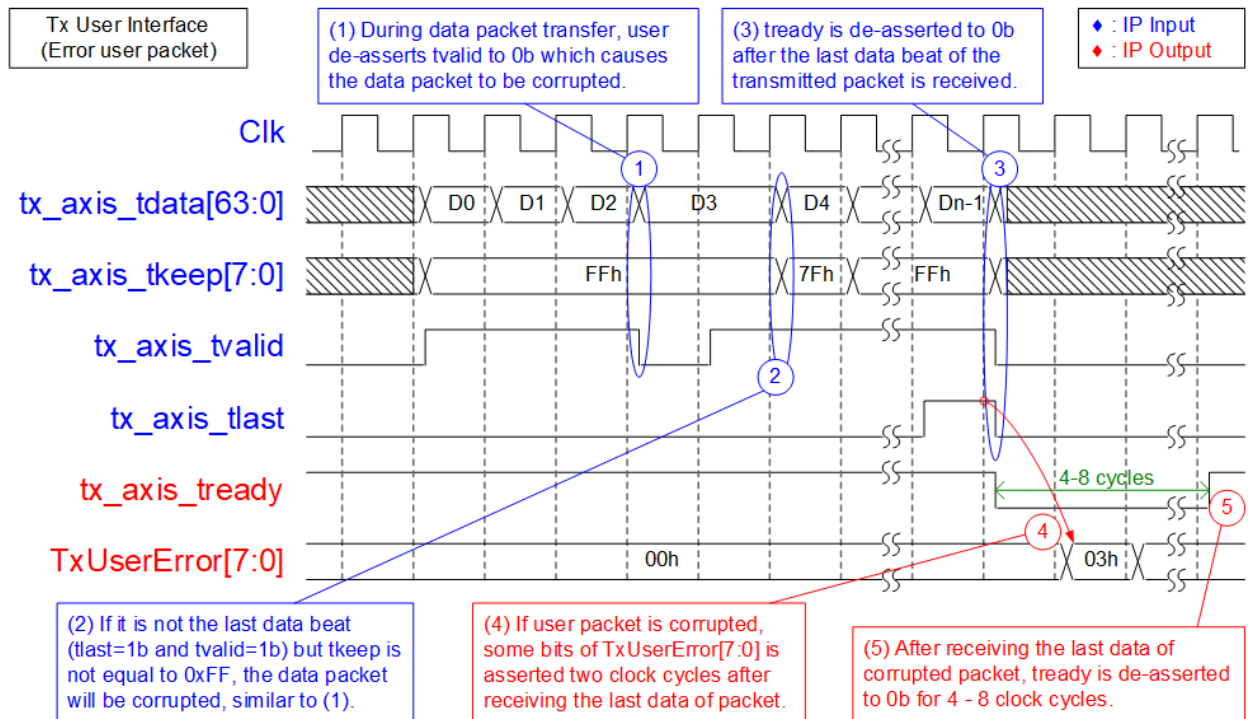 Tx User Interface
(Error user packet)
(1) During data packet transfer, user
de-asserts tvalid to 0b which causes
the data packet to be corrupted.
(3) tready is de-asserted to 0b
after the last data beat of the
transmitted packet is received.
♦ : IP Input
♦ : IP Output
Clk
1
3
tx_axis_tdata[63:0]
D0 D1 D2 D3 D4 Dn-1
tx_axis_tkeep[7:0]
FFh 7Fh FFh
tx_axis_tvalid
2
tx_axis_tlast
tx_axis_tready
4-8 cycles
5
4
TxUserError[7:0]
00h 03h
(2) If it is not the last data beat
(tlast=1b and tvalid=1b) but tkeep is
not equal to 0xFF, the data packet
will be corrupted, similar to (1).
(4) If user packet is corrupted,
some bits of TxUserError[7:0] is
asserted two clock cycles after
receiving the last data of packet.
(5) After receiving the last data of
corrupted packet, tready is de-asserted
to 0b for 4 - 8 clock cycles.